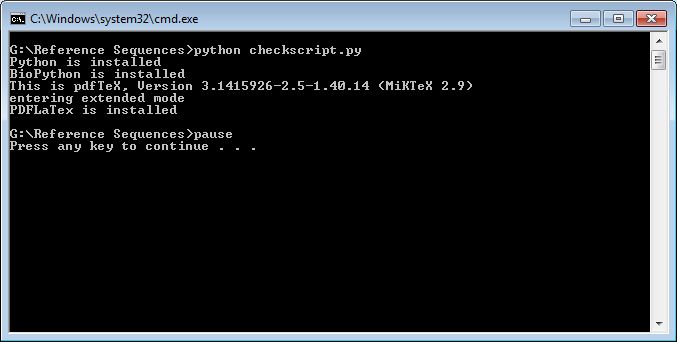 C:\Windows\system32\cmd.exe
G:\Reference Sequences>python checkscript.py
Python is installed
BioPython is installed
This is pdfTeX, Version 3.1415926-2.5-1.40.14 (MiKTeX 2.9)
entering extended mode
PDFLaTex is installed
G:\Reference Sequences>pause
Press any key to continue . . .